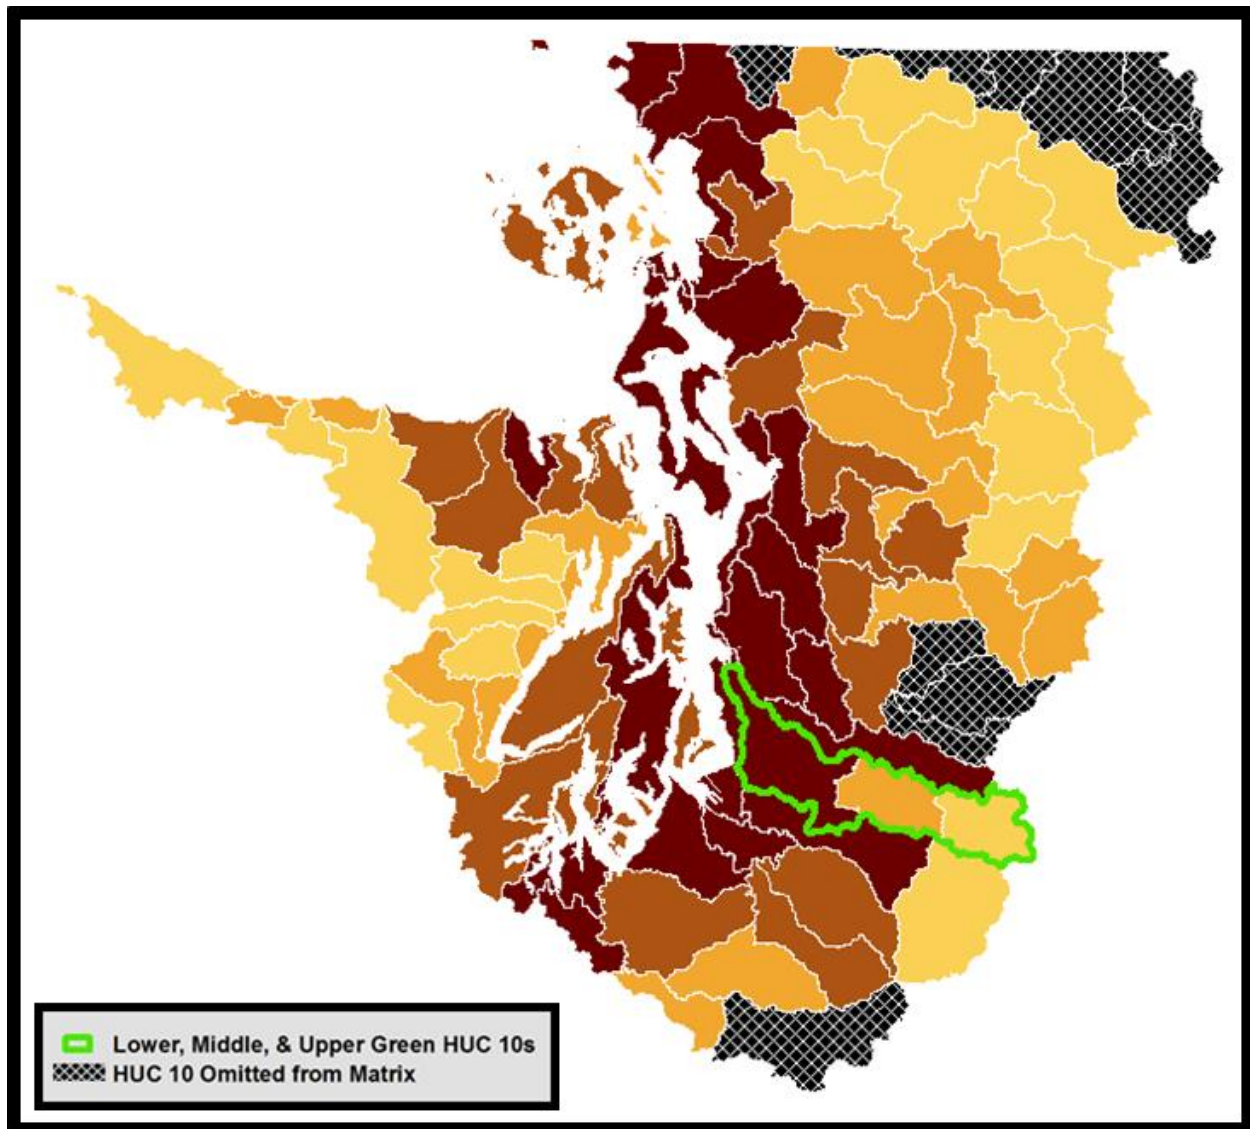 Lower, Middle, & Upper Green HUC 10s
HUC 10 Omitted from Matrix